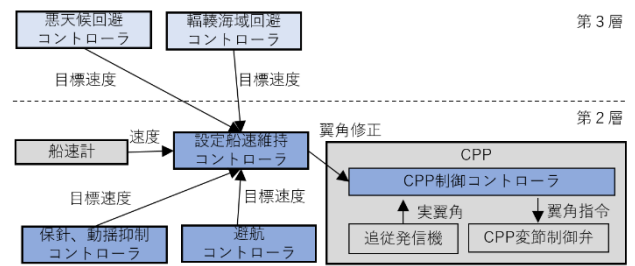 悪天候回避
コントローラ
輻輳海域回避
コントローラ
第３層
目標速度
目標速度
第２層
船速計
速度
設定船速維持
コントローラ
翼角修正
CPP
CPP制御コントローラ
目標速度
目標速度
実翼角
翼角指令
保針、動揺抑制
コントローラ
避航
コントローラ
追従発信機
CPP変節制御弁